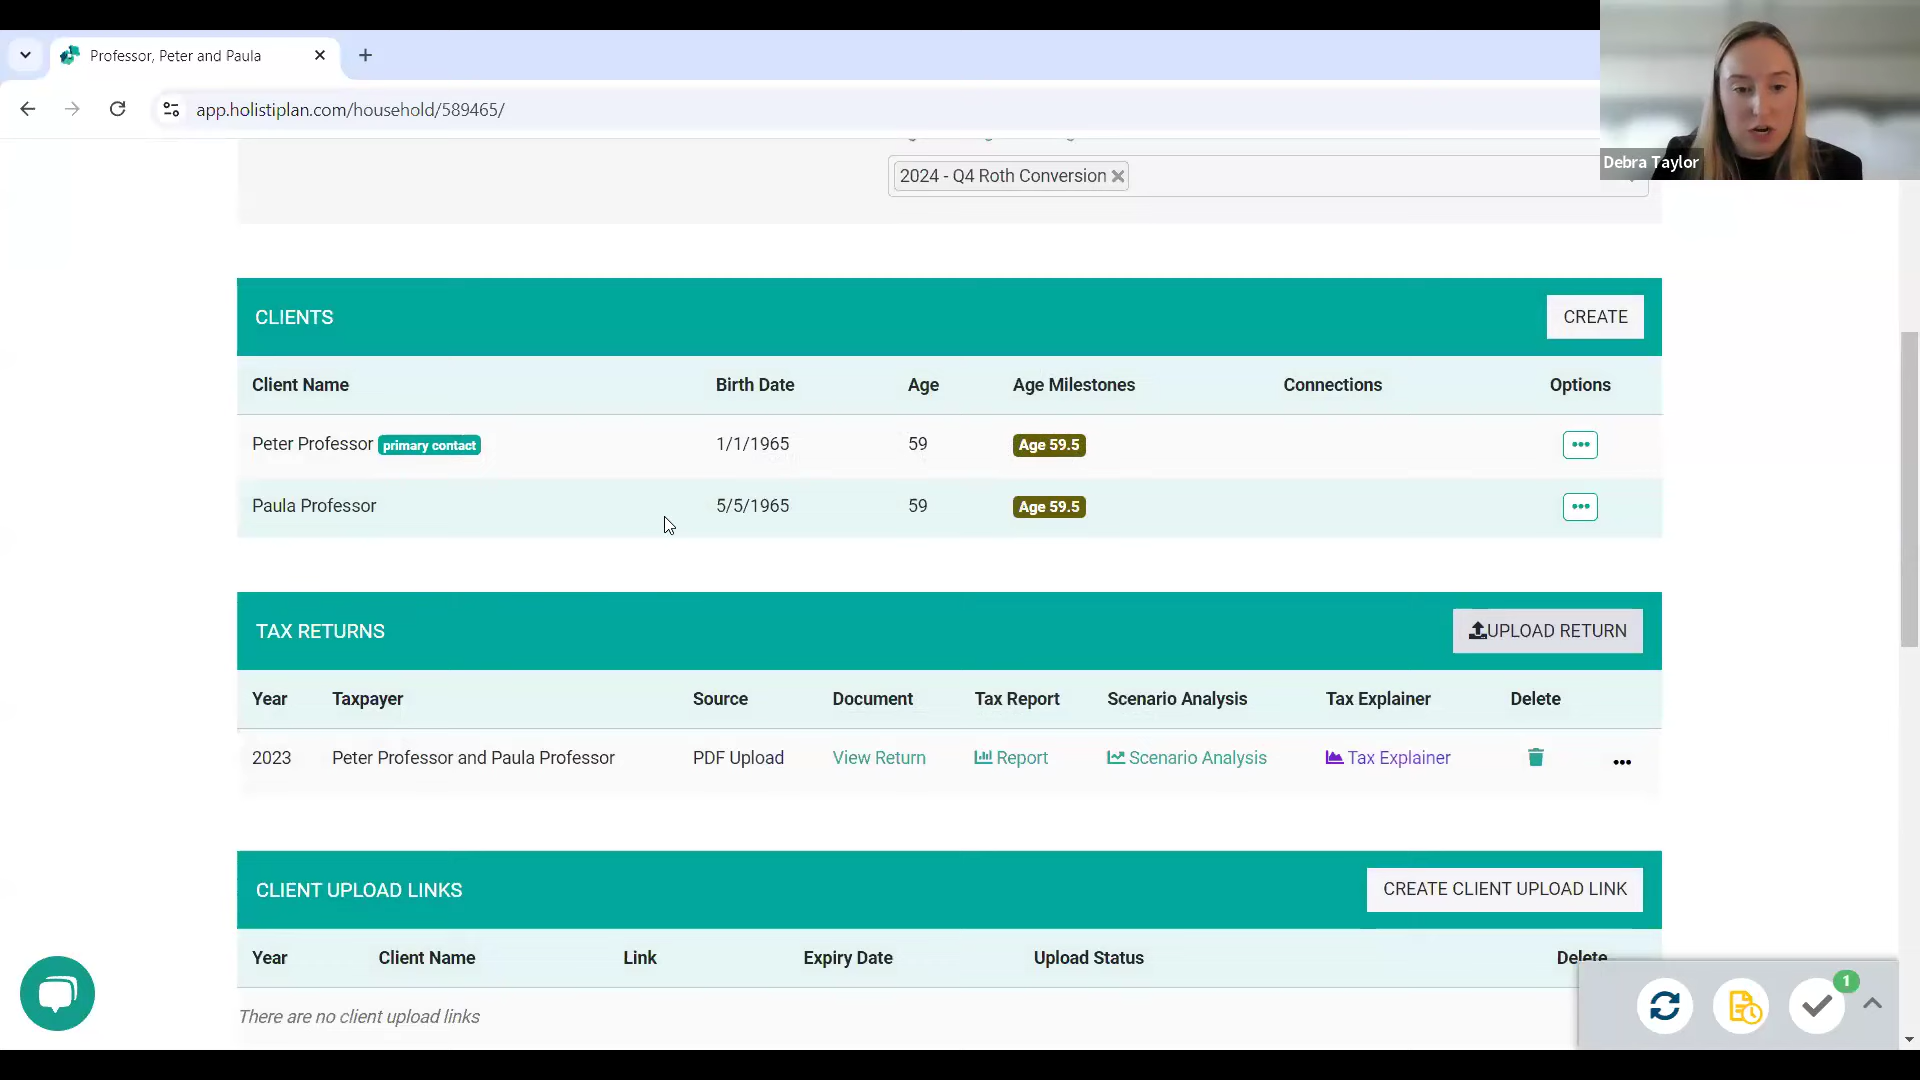 Professor, Peter and Paula
app.holistiplan.com/household/589465/
Debra Taylor
2024 - Q4 Roth Conversion
CLIENTS
CREATE
Client Name Birth Date Age Age Milestones Connections Options
Peter Professor primary contact 1/1/1965 59 Age 59.5
Paula Professor 5/5/1965 59 Age 59.5
TAX RETURNS
UPLOAD RETURN
Year Taxpayer Source Document Tax Report Scenario Analysis Tax Explainer Delete
2023 Peter Professor and Paula Professor PDF Upload View Return Report Scenario Analysis Tax Explainer
CLIENT UPLOAD LINKS
CREATE CLIENT UPLOAD LINK
Year Client Name Link Expiry Date Upload Status Delete
There are no client upload links
1